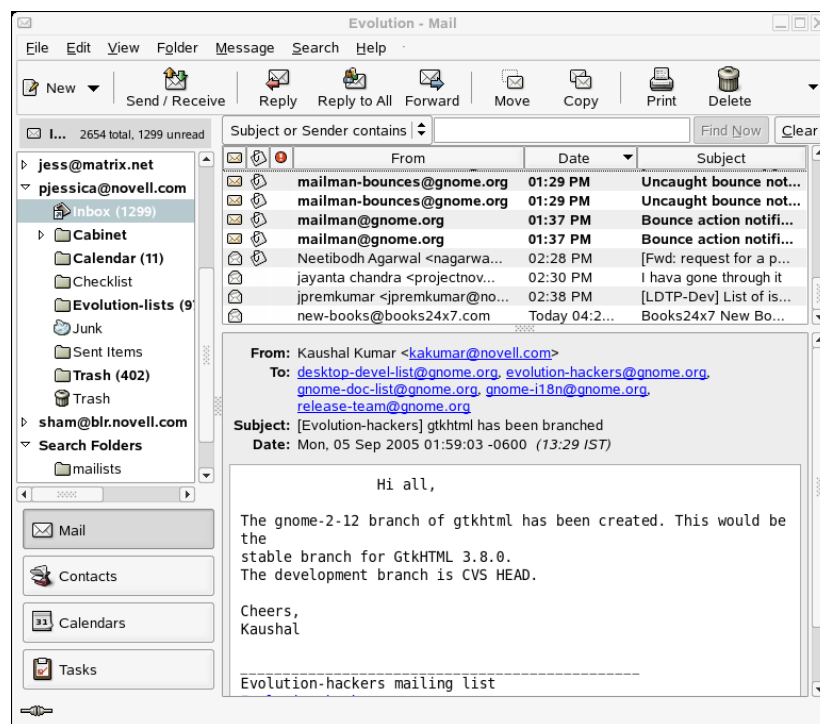 Evolution - Mail
File Edit View Folder Message Search Help
New Send / Receive Reply Reply to All Forward Move Copy Print Delete
I... 2654 total, 1299 unread
Subject or Sender contains Find Now Clear
From Date Subject
mailman-bounces@gnome.org 01:29 PM Uncaught bounce not...
mailman-bounces@gnome.org 01:29 PM Uncaught bounce not...
mailman@gnome.org 01:37 PM Bounce action notifi...
mailman@gnome.org 01:37 PM Bounce action notifi...
Neetibodh Agarwal <nagarwa... 02:28 PM [Fwd: request for a p...
jayanta chandra <projectnov... 02:30 PM I hava gone through it
jpremkumar <jpremkumar@no... 02:38 PM [LDTP-Dev] List of is...
new-books@books24x7.com Today 04:2... Books24x7 New Bo...
jess@matrix.net
pjessica@novell.com
Inbox (1299)
Cabinet
Calendar (11)
Checklist
Evolution-lists (9
Junk
Sent Items
Trash (402)
Trash
sham@blr.novell.com
Search Folders
mailists
Mail
Contacts
Calendars
31
Tasks
From: Kaushal Kumar <kakumar@novell.com>
To: desktop-devel-list@gnome.org, evolution-hackers@gnome.org,
gnome-doc-list@gnome.org, gnome-i18n@gnome.org,
release-team@gnome.org
Subject: [Evolution-hackers] gtkhtml has been branched
Date: Mon, 05 Sep 2005 01:59:03 -0600 (13:29 IST)
Hi all,
The gnome-2-12 branch of gtkhtml has been created. This would be
the
stable branch for GtkHTML 3.8.0.
The development branch is CVS HEAD.
Cheers,
Kaushal
Evolution-hackers mailing list